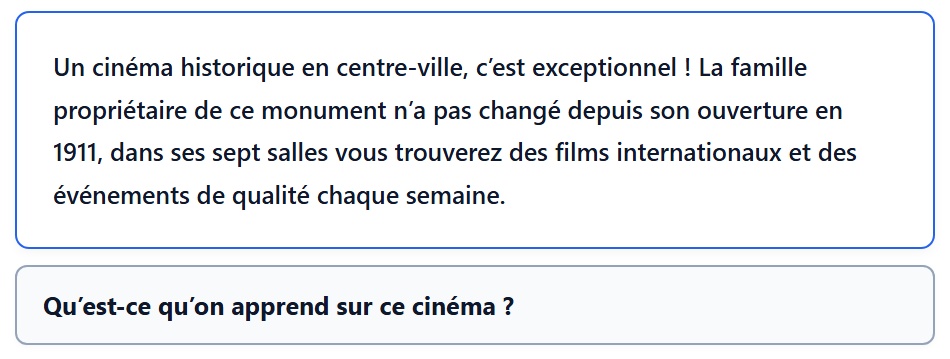 Un cinéma historique en centre-ville, c’est exceptionnel ! La famille
propriétaire de ce monument n’a pas changé depuis son ouverture en
1911, dans ses sept salles vous trouverez des films internationaux et des
événements de qualité chaque semaine.
Qu’est-ce qu’on apprend sur ce cinéma ?